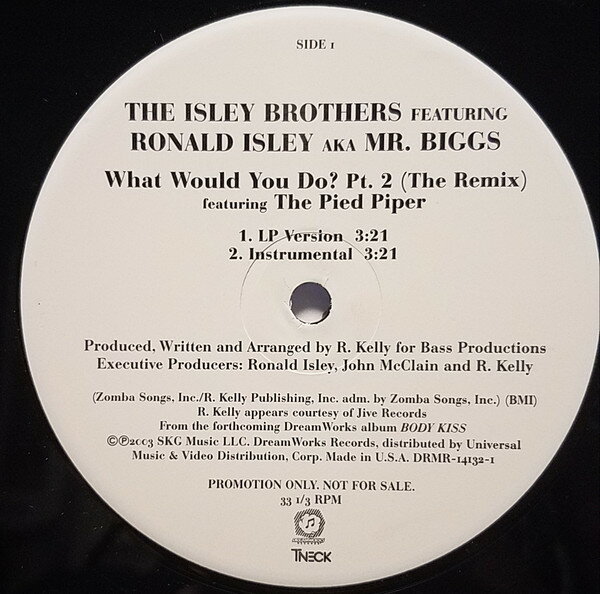 SIDE 1
THE ISLEY BROTHERS FEATURING
RONALD ISLEY AKA MR. BIGGS
What Would You Do? Pt. 2 (The Remix)
featuring The Pied Piper
1. LP Version 3:21
2. Instrumental 3:21
Produced, Written and Arranged by R. Kelly for Bass Productions
Executive Producers: Ronald Isley, John McClain and R. Kelly
(Zomba Songs, Inc./R. Kelly Publishing, Inc. adm. by Zomba Songs, Inc.) (BMI)
R. Kelly appears courtesy of Jive Records
From the forthcoming DreamWorks album BODY KISS
©℗2003 SKG Music LLC. DreamWorks Records, distributed by Universal
Music & Video Distribution, Corp. Made in U.S.A. DRMR-14132-1
PROMOTION ONLY. NOT FOR SALE.
33 1/3 RPM
TNECK